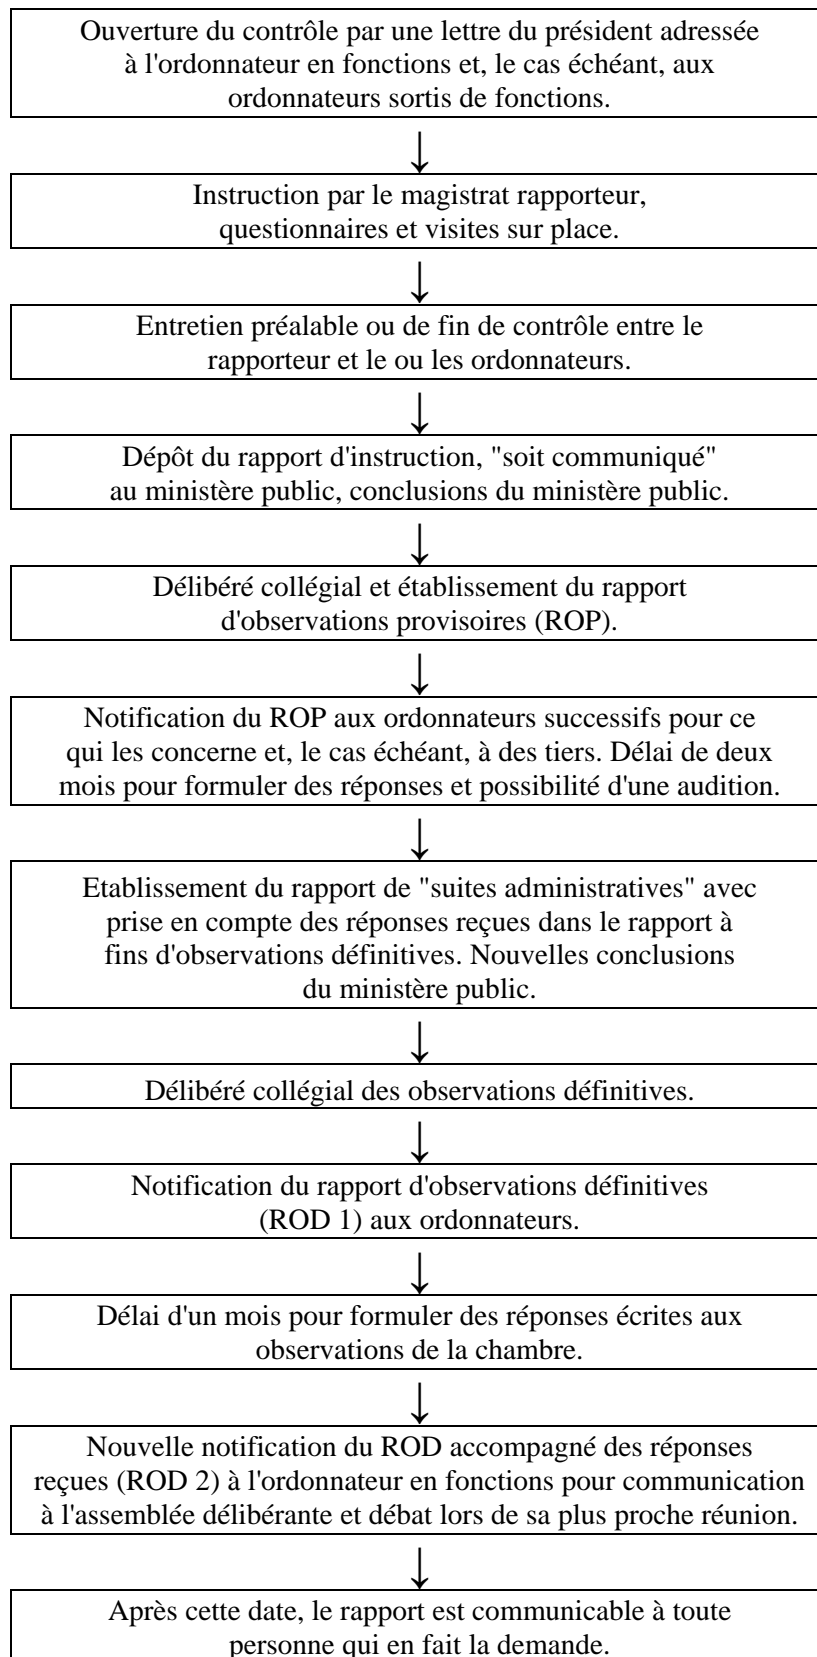 Ouverture du contrôle par une lettre du président adressée
à l'ordonnateur en fonctions et, le cas échéant, aux
ordonnateurs sortis de fonctions.
Instruction par le magistrat rapporteur,
questionnaires et visites sur place.
Entretien préalable ou de fin de contrôle entre le
rapporteur et le ou les ordonnateurs.
Dépôt du rapport d'instruction, "soit communiqué"
au ministère public, conclusions du ministère public.
Délibéré collégial et établissement du rapport
d'observations provisoires (ROP).
Notification du ROP aux ordonnateurs successifs pour ce
qui les concerne et, le cas échéant, à des tiers. Délai de deux
mois pour formuler des réponses et possibilité d'une audition.
Etablissement du rapport de "suites administratives" avec
prise en compte des réponses reçues dans le rapport à
fins d'observations définitives. Nouvelles conclusions
du ministère public.
Délibéré collégial des observations définitives.
Notification du rapport d'observations définitives
(ROD 1) aux ordonnateurs.
Délai d'un mois pour formuler des réponses écrites aux
observations de la chambre.
Nouvelle notification du ROD accompagné des réponses
reçues (ROD 2) à l'ordonnateur en fonctions pour communication
à l'assemblée délibérante et débat lors de sa plus proche réunion.
Après cette date, le rapport est communicable à toute
personne qui en fait la demande.